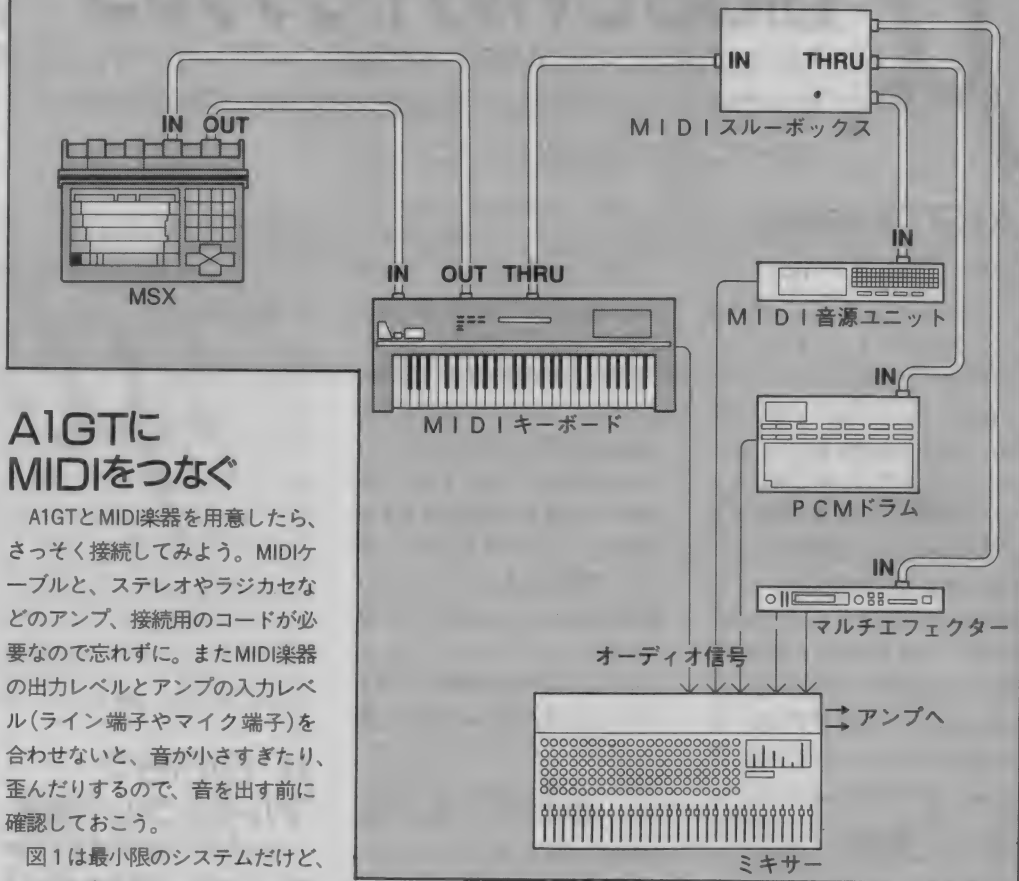 IN THRU
MIDIスルーボックス
IN OUT
MSX
IN OUT THRU
MIDIキーボード
IN
MIDI音源ユニット
IN
PCMドラム
IN
マルチエフェクター
オーディオ信号
アンプへ
ミキサー
A1GTに
MIDIをつなぐ
A1GTとMIDI楽器を用意したら、
さっそく接続してみよう。MIDIケ
ーブルと、ステレオやラジカセな
どのアンプ、接続用のコードが必
要なので忘れずに。またMIDI楽器
の出力レベルとアンプの入力レベ
ル(ライン端子やマイク端子)を
合わせないと、音が小さすぎたり、
歪んだりするので、音を出す前に
確認しておこう。
図1は最小限のシステムだけど、